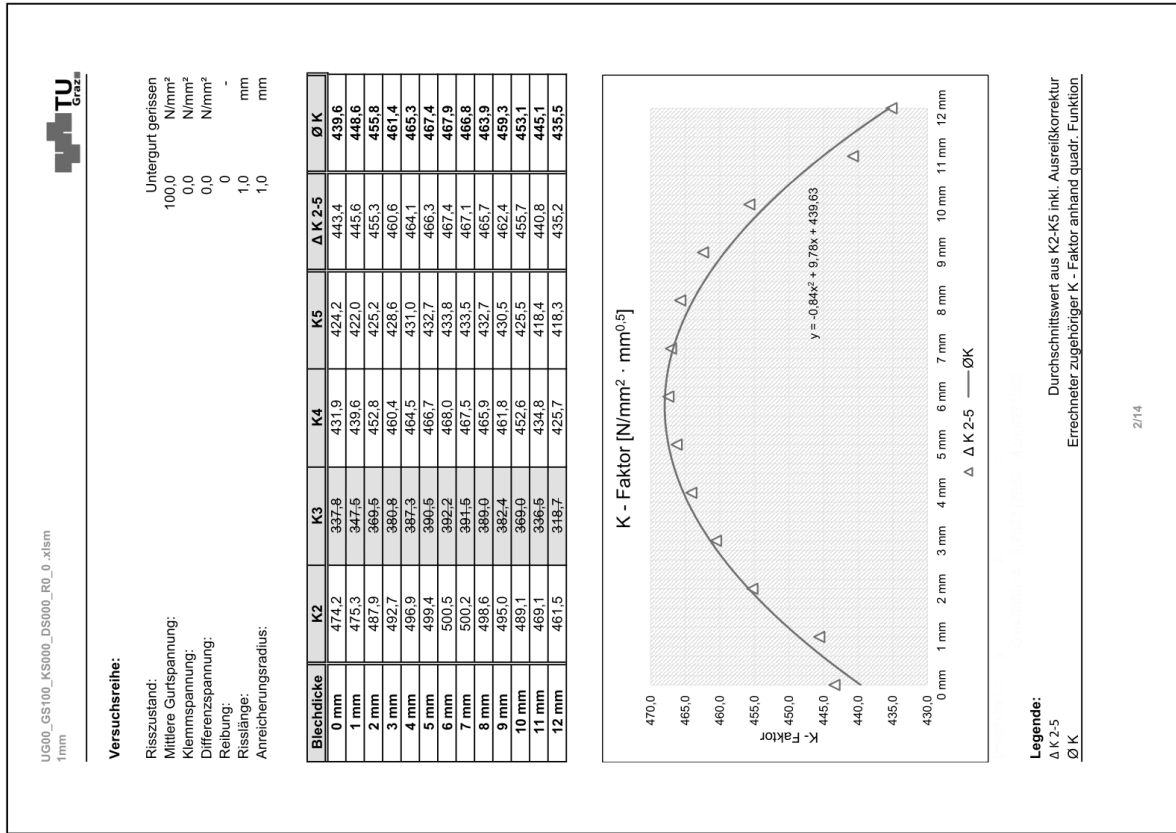 UG00_GS100_KS000_DS000_R0_0 .xlsm
1mm
TU
Graz
Versuchsreihe:
Risszustand: Untergurt gerissen
Mittlere Gurtspannung: 100,0 N/mm²
Klemmspannung: 0,0 N/mm²
Differenzspannung: 0,0 N/mm²
Reibung: 0 -
Risslänge: 1,0 mm
Anreicherungsradius: 1,0 mm
Blechdicke K2 K3 K4 K5 Δ K 2-5 Ø K
0 mm 474,2 337,8 431,9 424,2 443,4 439,6
1 mm 475,3 347,5 439,6 422,0 445,6 448,6
2 mm 487,9 369,5 452,8 425,2 455,3 455,8
3 mm 492,7 380,8 460,4 428,6 460,6 461,4
4 mm 496,9 387,3 464,5 431,0 464,1 465,3
5 mm 499,4 390,5 466,7 432,7 466,3 467,4
6 mm 500,5 392,2 468,0 433,8 467,4 467,9
7 mm 500,2 391,5 467,5 433,5 467,1 466,8
8 mm 498,6 389,0 465,9 432,7 465,7 463,9
9 mm 495,0 382,4 461,8 430,5 462,4 459,3
10 mm 489,1 369,0 452,6 425,5 455,7 453,1
11 mm 469,1 336,5 434,8 418,4 440,8 445,1
12 mm 461,5 318,7 425,7 418,3 435,2 435,5
K - Faktor [N/mm² · mm⁰·⁵]
K- Faktor
470,0
465,0
460,0
455,0
450,0
445,0
440,0
435,0
430,0
y = -0,84x² + 9,78x + 439,63
0 mm 1 mm 2 mm 3 mm 4 mm 5 mm 6 mm 7 mm 8 mm 9 mm 10 mm 11 mm 12 mm
Δ K 2-5 ØK
Legende:
Δ K 2-5 Durchschnittswert aus K2-K5 inkl. Ausreißkorrektur
Ø K Errechneter zugehöriger K - Faktor anhand quadr. Funktion
2/14